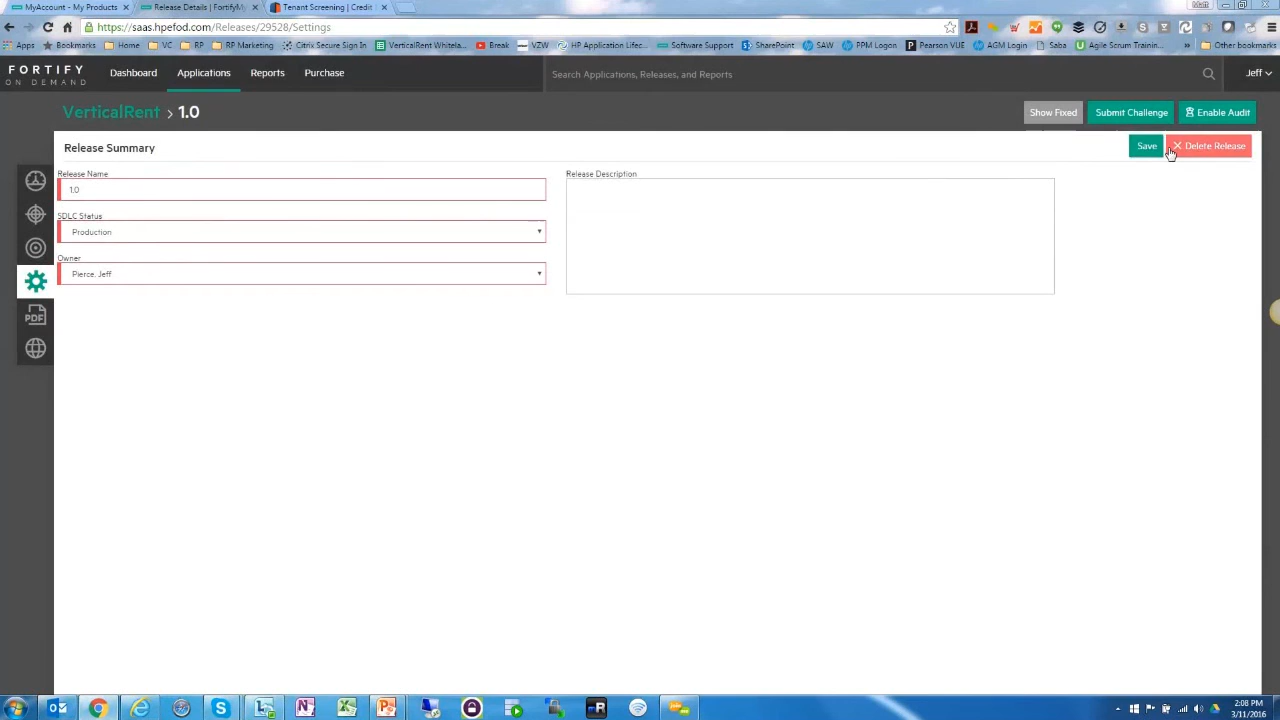 MyAccount - My Products
Release Details | FortifyMy
Tenant Screening | Credit
Matt
https://saas.hpefod.com/Releases/29528/Settings
Apps
Bookmarks
Home
VC
RP
RP Marketing
Citrix Secure Sign In
VerticalRent Whitela...
Break
VZW
HP Application Lifec...
Software Support
SharePoint
SAW
PPM Logon
Pearson VUE
AGM Login
Saba
Agile Scrum Trainin...
»
Other bookmarks
FORTIFY
ON DEMAND
Dashboard
Applications
Reports
Purchase
Search Applications, Releases, and Reports
Jeff
VerticalRent > 1.0
Show Fixed
Submit Challenge
Enable Audit
Release Summary
Save
Delete Release
Release Name
1.0
SDLC Status
Production
Owner
Pierce, Jeff
Release Description
PDF
2:08 PM
3/11/2016